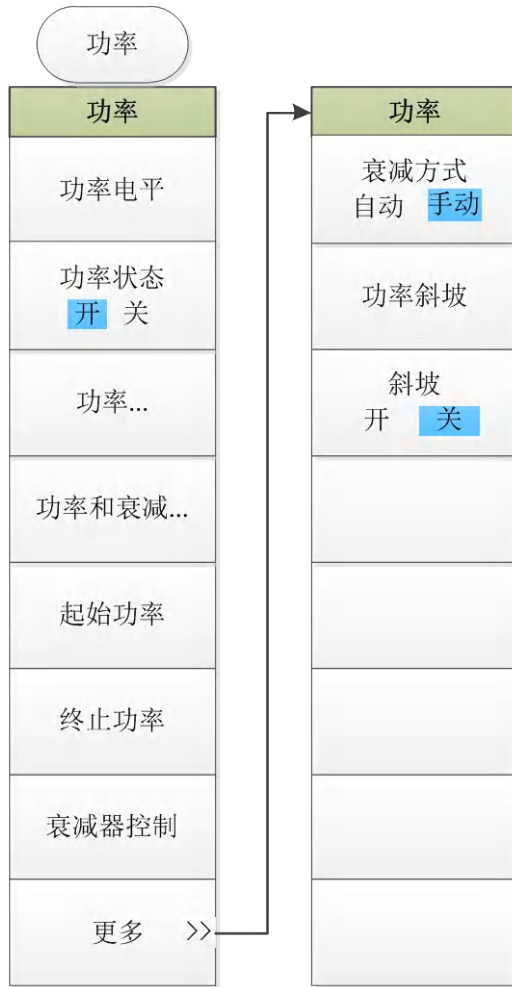 功率
功率
功率电平
功率状态
开 关
功率...
功率和衰减...
起始功率
终止功率
衰减器控制
更多 >>
功率
衰减方式
自动 手动
功率斜坡
斜坡
开 关